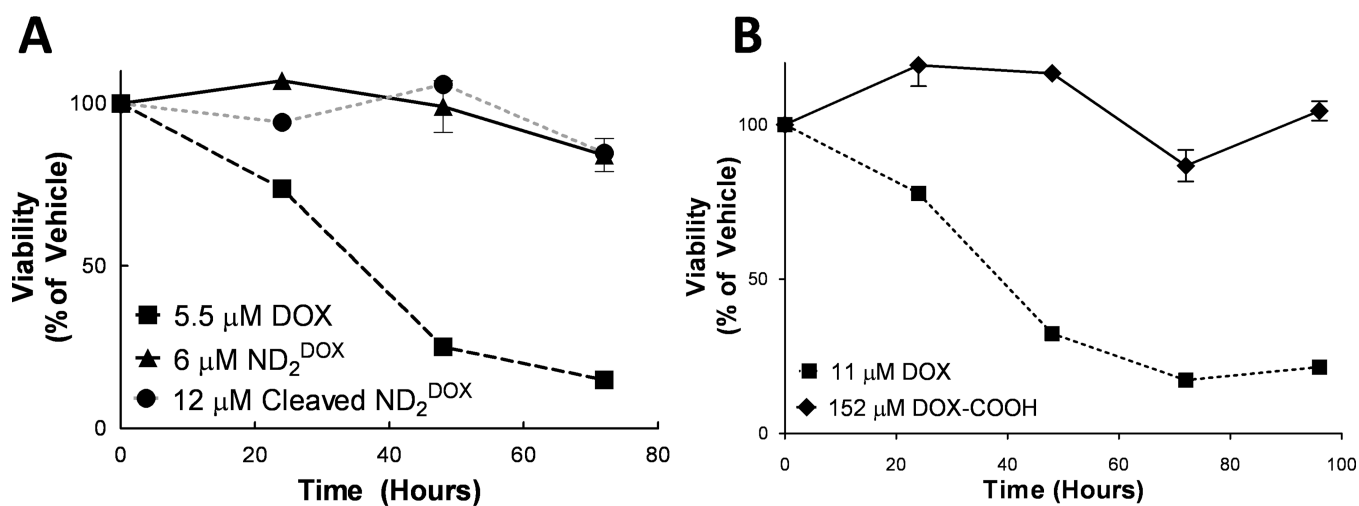 A
100
50
0
Viability
(% of Vehicle)
5.5 μM DOX
6 μM ND₂ᴰᴼˣ
12 μM Cleaved ND₂ᴰᴼˣ
0 20 40 60 80
Time (Hours)
B
100
50
0
Viability
(% of Vehicle)
11 μM DOX
152 μM DOX-COOH
0 20 40 60 80 100
Time (Hours)